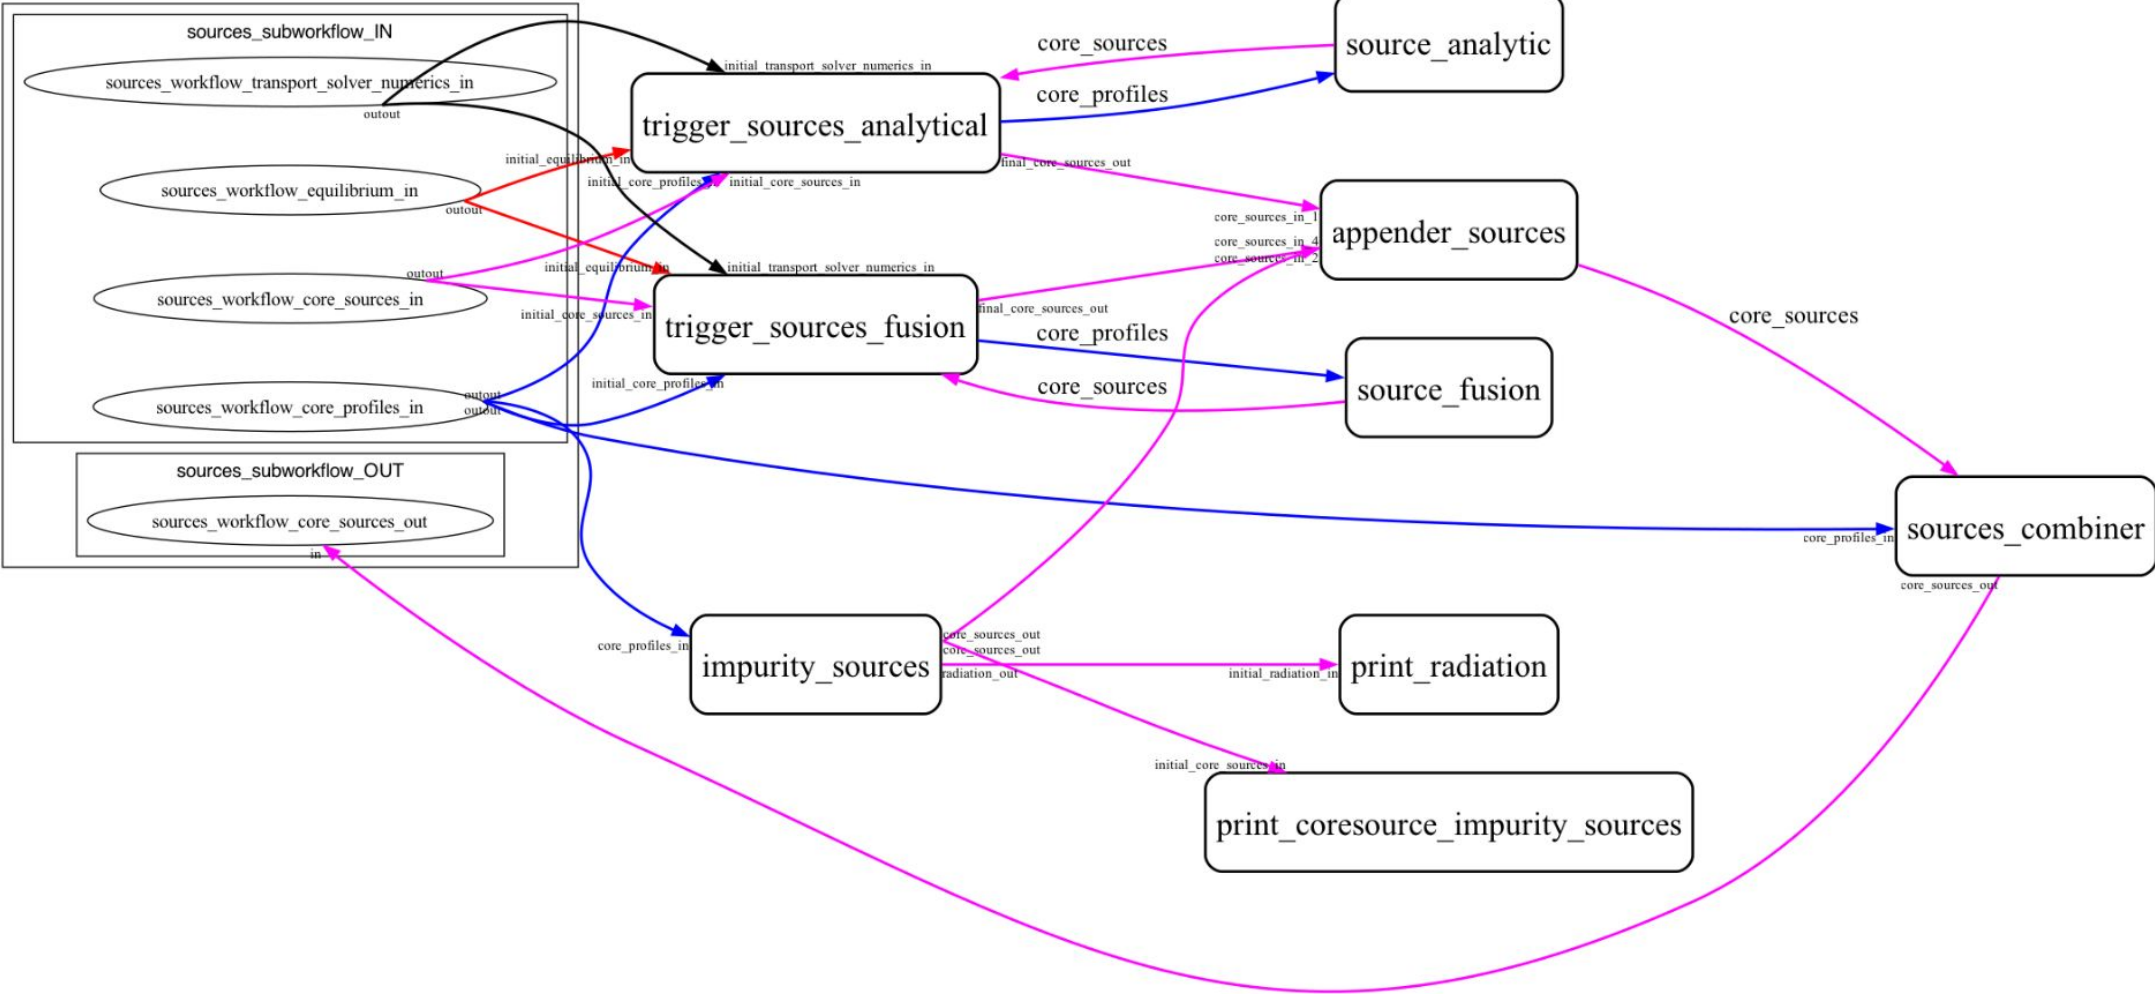 sources_subworkflow_IN
sources_workflow_transport_solver_numerics_in
outout
sources_workflow_equilibrium_in
outout
outout
sources_workflow_core_sources_in
sources_workflow_core_profiles_in
outout
outout
sources_subworkflow_OUT
sources_workflow_core_sources_out
in
initial_transport_solver_numerics_in
trigger_sources_analytical
initial_equilibrium_in
initial_core_profiles_in
initial_core_sources_in
core_sources
core_profiles
source_analytic
final_core_sources_out
core_sources_in_1
core_sources_in_4
core_sources_in_2
appender_sources
initial_equilibrium_in
initial_transport_solver_numerics_in
initial_core_sources_in
trigger_sources_fusion
initial_core_profiles_in
final_core_sources_out
core_profiles
core_sources
source_fusion
core_sources
sources_combiner
core_profiles_in
core_sources_out
core_profiles_in
impurity_sources
core_sources_out
core_sources_out
radiation_out
initial_radiation_in
print_radiation
initial_core_sources_in
print_coresource_impurity_sources